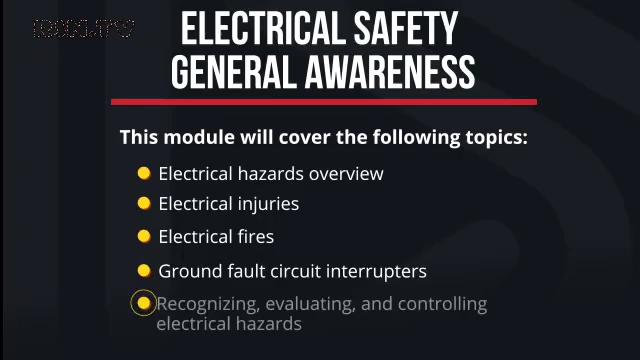 ELECTRICAL SAFETY
GENERAL AWARENESS
This module will cover the following topics:
Electrical hazards overview
Electrical injuries
Electrical fires
Ground fault circuit interrupters
Recognizing, evaluating, and controlling
electrical hazards